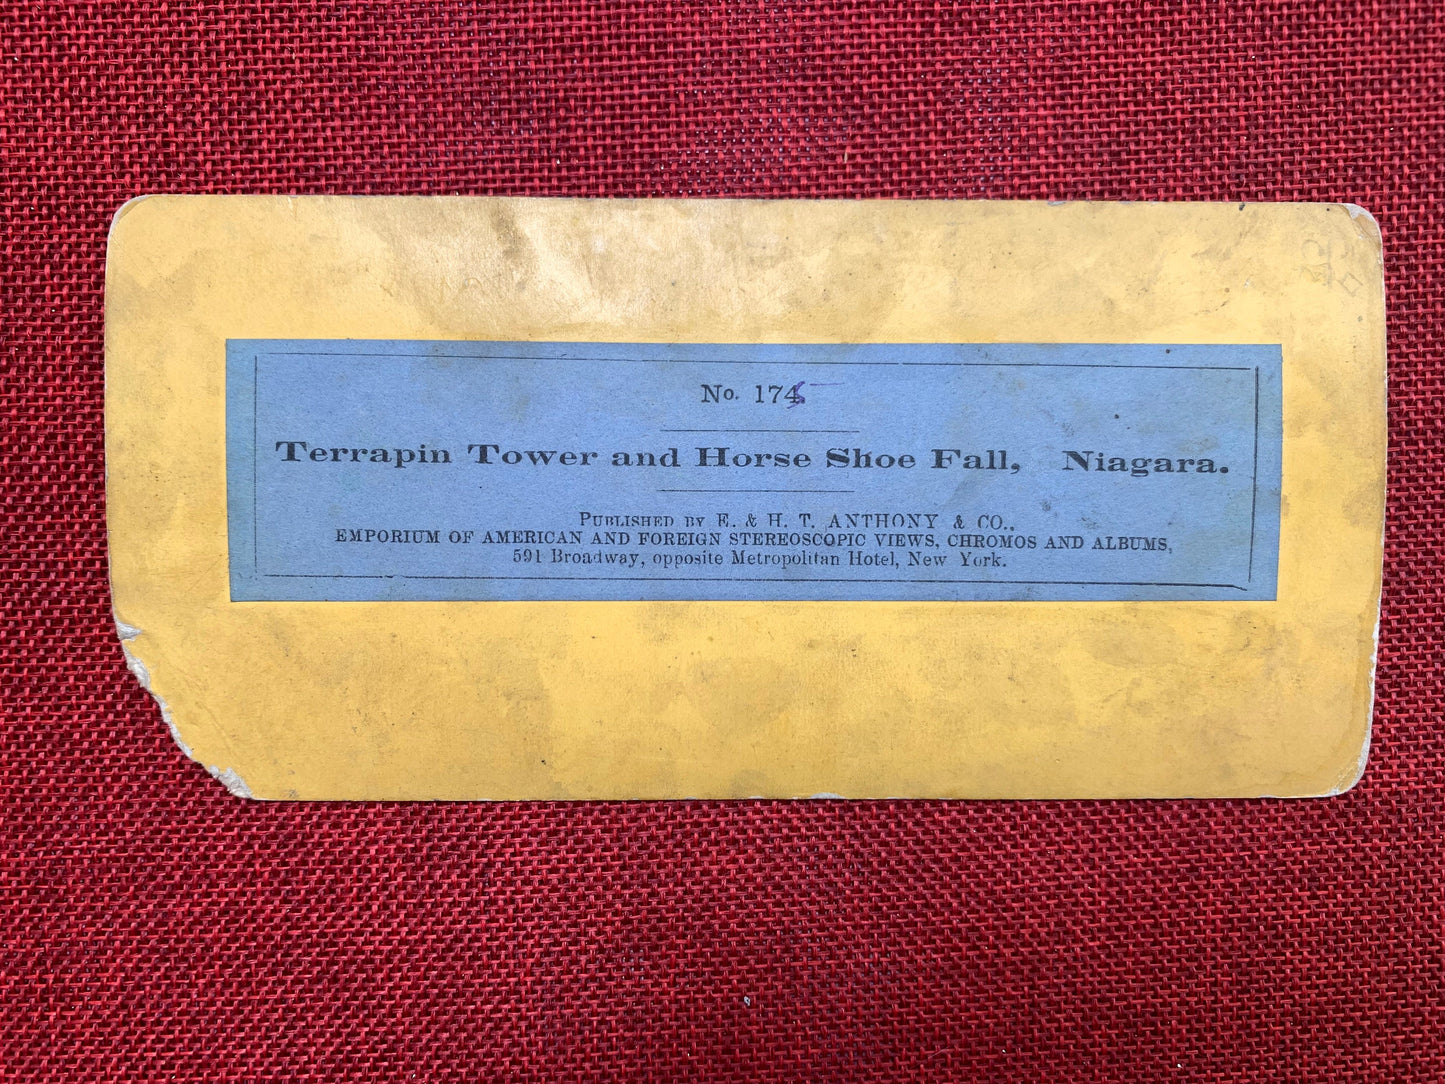 No. 174.
Terrapin Tower and Horse Shoe Fall, Niagara.
Published by E. & H. T. ANTHONY & CO.,
EMPORIUM OF AMERICAN AND FOREIGN STEREOSCOPIC VIEWS, CHROMOS AND ALBUMS,
591 Broadway, opposite Metropolitan Hotel, New York.